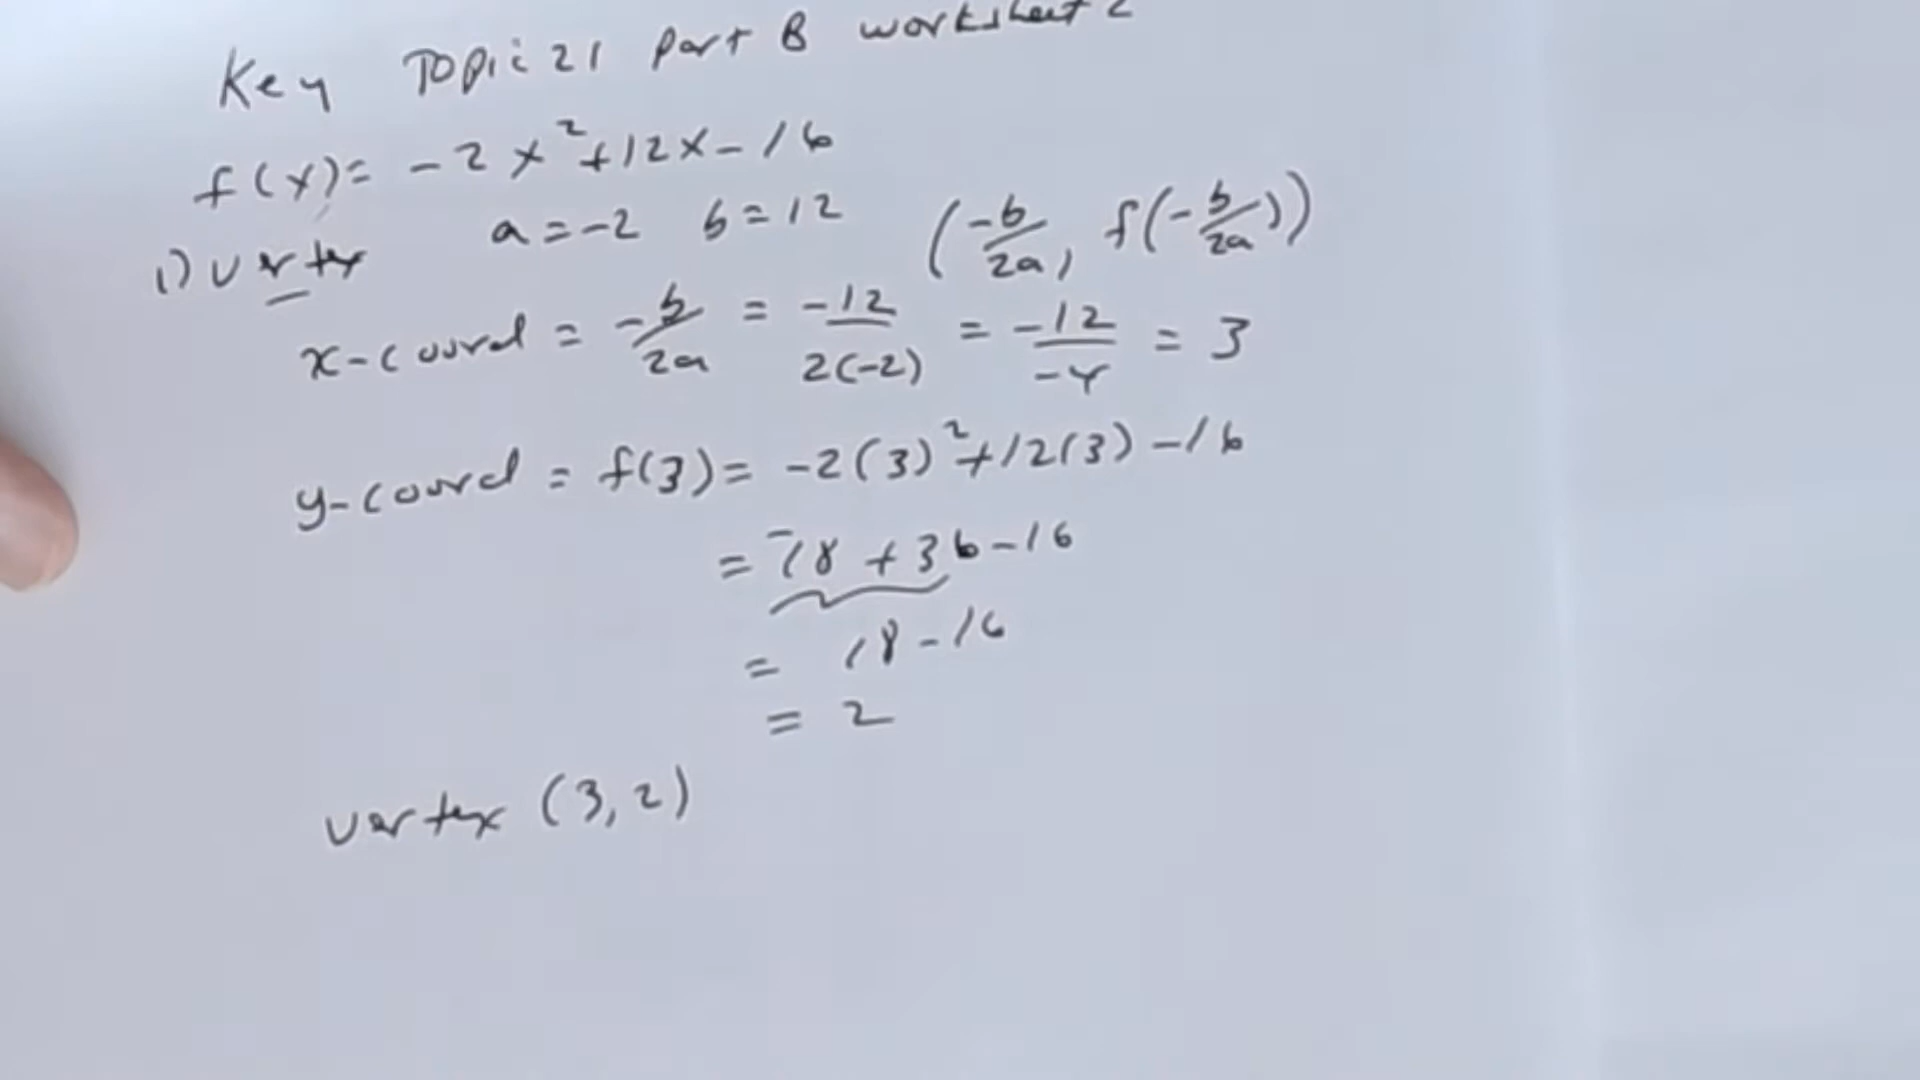 Key Topic 21 Part B worksheet 2
f(x)= -2x²+12x-16
1) vertex a=-2 b=12 (-b/2a, f(-b/2a))
x-coord = -b/2a = -12/2(-2) = -12/-4 = 3
y-coord = f(3)= -2(3)²+12(3)-16
= -18+36-16
= 18-16
= 2
vertex (3,2)